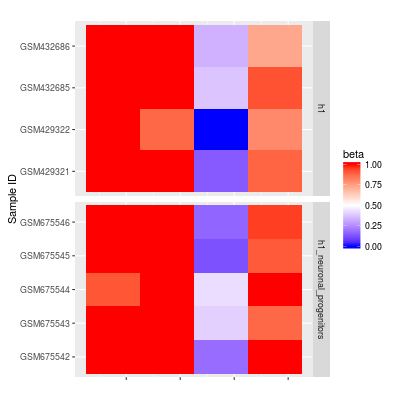 GSM432686
GSM432685
GSM429322
GSM429321
h1
GSM675546
GSM675545
GSM675544
GSM675543
GSM675542
h1_neuronal_progenitors
Sample ID
beta
1.00
0.75
0.50
0.25
0.00